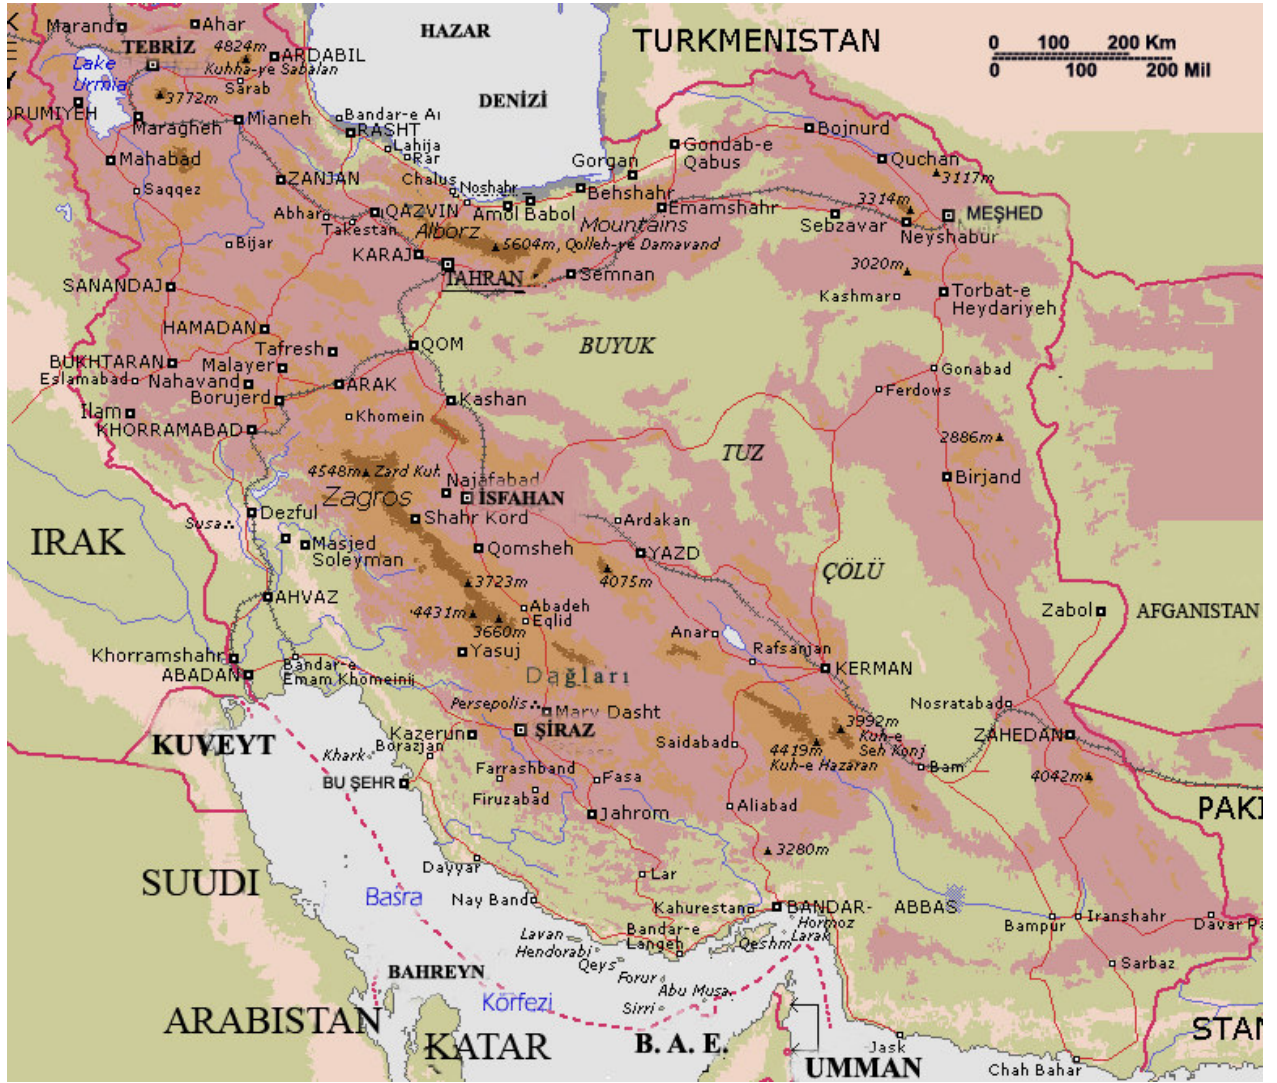 Marand
Ahar
K
E
Y
TEBRİZ
4824m
ARDABIL
Kuhha-ye Sabalan
HAZAR
DENİZİ
TURKMENISTAN
0 100 200 Km
0 100 200 Mil
Lake
Urmia
Sarab
3772m
ORUMIYEH
Maragheh
Mianeh
RASHT
Mahabad
Saqqez
ZANJAN
Chalus
Noshahr
Gorgan
Gondab-e
Qabus
Bojnurd
Quchan
3117m
Behshahr
Abhar
QAZVIN
Takestan
Amol
Babol
Emamshahr
Alborz
Mountains
5604m, Qolleh-ye Damavand
3314m
MEŞHED
Sebzavar
Neyshabur
Bijar
KARAJ
TAHRAN
Semnan
3020m
Kashmar
Torbat-e
Heydariyeh
SANANDAJ
HAMADAN
Tafresh
QOM
BUYUK
BUKHTARAN
Malayer
Eslamabad
Nahavand
ARAK
Borujerd
Kashan
Gonabad
Ferdows
Ilam
Khomein
KHORRAMABAD
TUZ
2886m
4548m
Zard Kuh
Najafabad
Birjand
Zagros
İSFAHAN
Dezful
Shahr Kord
Ardakan
Susa
IRAK
Masjed
Soleyman
Qomsheh
YAZD
4075m
ÇÖLÜ
3723m
AHVAZ
4431m
Abadeh
3660m
Eqlid
Zabol
AFGANISTAN
Anar
Khorramshahr
Yasuj
Rafsanjan
KERMAN
ABADAN
Bandar-e
Emam Khomeinij
Dağları
Persepolis
Marv Dasht
Nosratabad
KUVEYT
Kazerun
ŞİRAZ
3992m
Kuh-e
Seh Konj
ZAHEDAN
Khark
Borazjan
Saidabad
4419m
Kuh-e Hazaran
BU ŞEHR
Farrashband
Fasa
Bam
4042m
Firuzabad
Jahrom
Aliabad
PAKI
3280m
SUUDI
Dayyar
Lar
Basra
Nay Band
Kahurestan
BANDAR- ABBAS
Hormoz
Larak
Iranshahr
Bampur
Davar Pa
Lavan
Bandar-e
Langeh
Qeshm
Hendorabi
Qeys
Sarbaz
BAHREYN
Forur
Abu Musa
Körfezi
Sirri
ARABISTAN
KATAR
B. A. E.
Jask
STAN
UMMAN
Chah Bahar